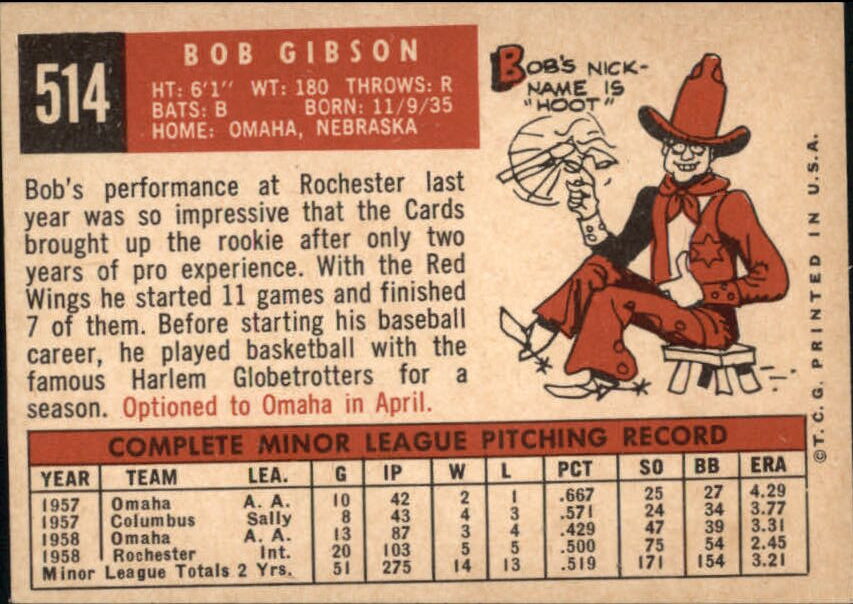 514
BOB GIBSON
HT: 6'1" WT: 180 THROWS: R
BATS: B BORN: 11/9/35
HOME: OMAHA, NEBRASKA
BOB'S NICK-
NAME IS
"HOOT"
Bob's performance at Rochester last
year was so impressive that the Cards
brought up the rookie after only two
years of pro experience. With the Red
Wings he started 11 games and finished
7 of them. Before starting his baseball
career, he played basketball with the
famous Harlem Globetrotters for a
season. Optioned to Omaha in April.
COMPLETE MINOR LEAGUE PITCHING RECORD
YEAR TEAM LEA. G IP W L PCT SO BB ERA
1957 Omaha A. A. 10 42 2 1 .667 25 27 4.29
1957 Columbus Sally 8 43 4 3 .571 24 34 3.77
1958 Omaha A. A. 13 87 3 4 .429 47 39 3.31
1958 Rochester Int. 20 103 5 5 .500 75 54 2.45
Minor League Totals 2 Yrs. 51 275 14 13 .519 171 154 3.21
©T. C. G. PRINTED IN U.S.A.